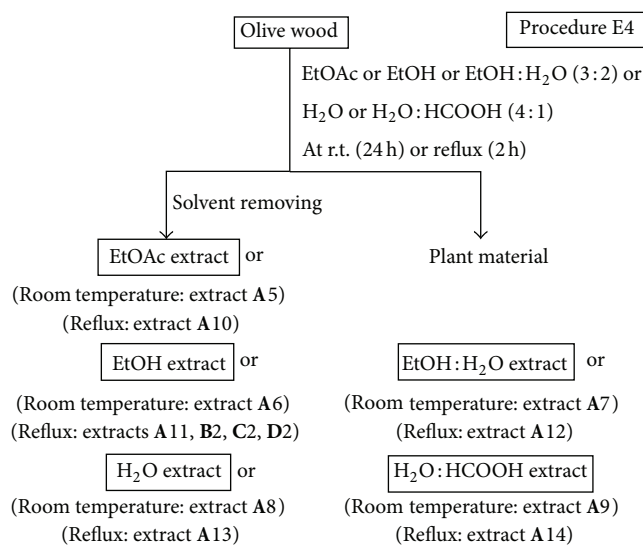 Olive wood
Procedure E4
EtOAc or EtOH or EtOH:H₂O (3:2) or
H₂O or H₂O:HCOOH (4:1)
At r.t. (24 h) or reflux (2 h)
Solvent removing
EtOAc extract or
Plant material
(Room temperature: extract A5)
(Reflux: extract A10)
EtOH extract or
EtOH:H₂O extract or
(Room temperature: extract A6)
(Room temperature: extract A7)
(Reflux: extracts A11, B2, C2, D2)
(Reflux: extract A12)
H₂O extract or
H₂O:HCOOH extract
(Room temperature: extract A8)
(Room temperature: extract A9)
(Reflux: extract A13)
(Reflux: extract A14)